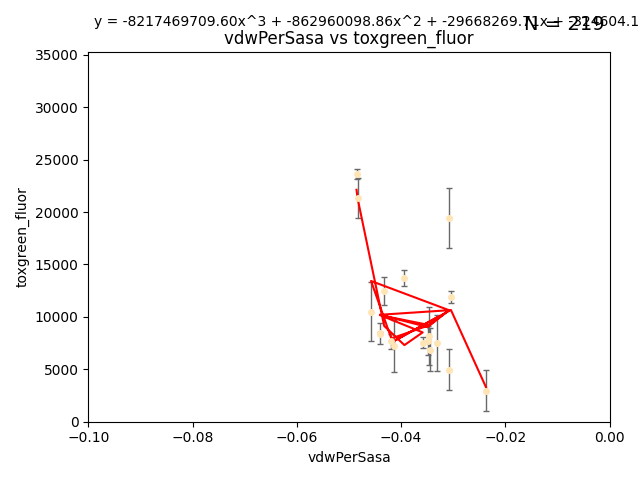 y = -8217469709.60x^3 + -862960098.86x^2 + -29668269.
N = 219
vdwPerSasa vs toxgreen_fluor
35000
30000
25000
20000
15000
10000
5000
0
toxgreen_fluor
−0.10
−0.08
−0.06
−0.04
−0.02
0.00
vdwPerSasa